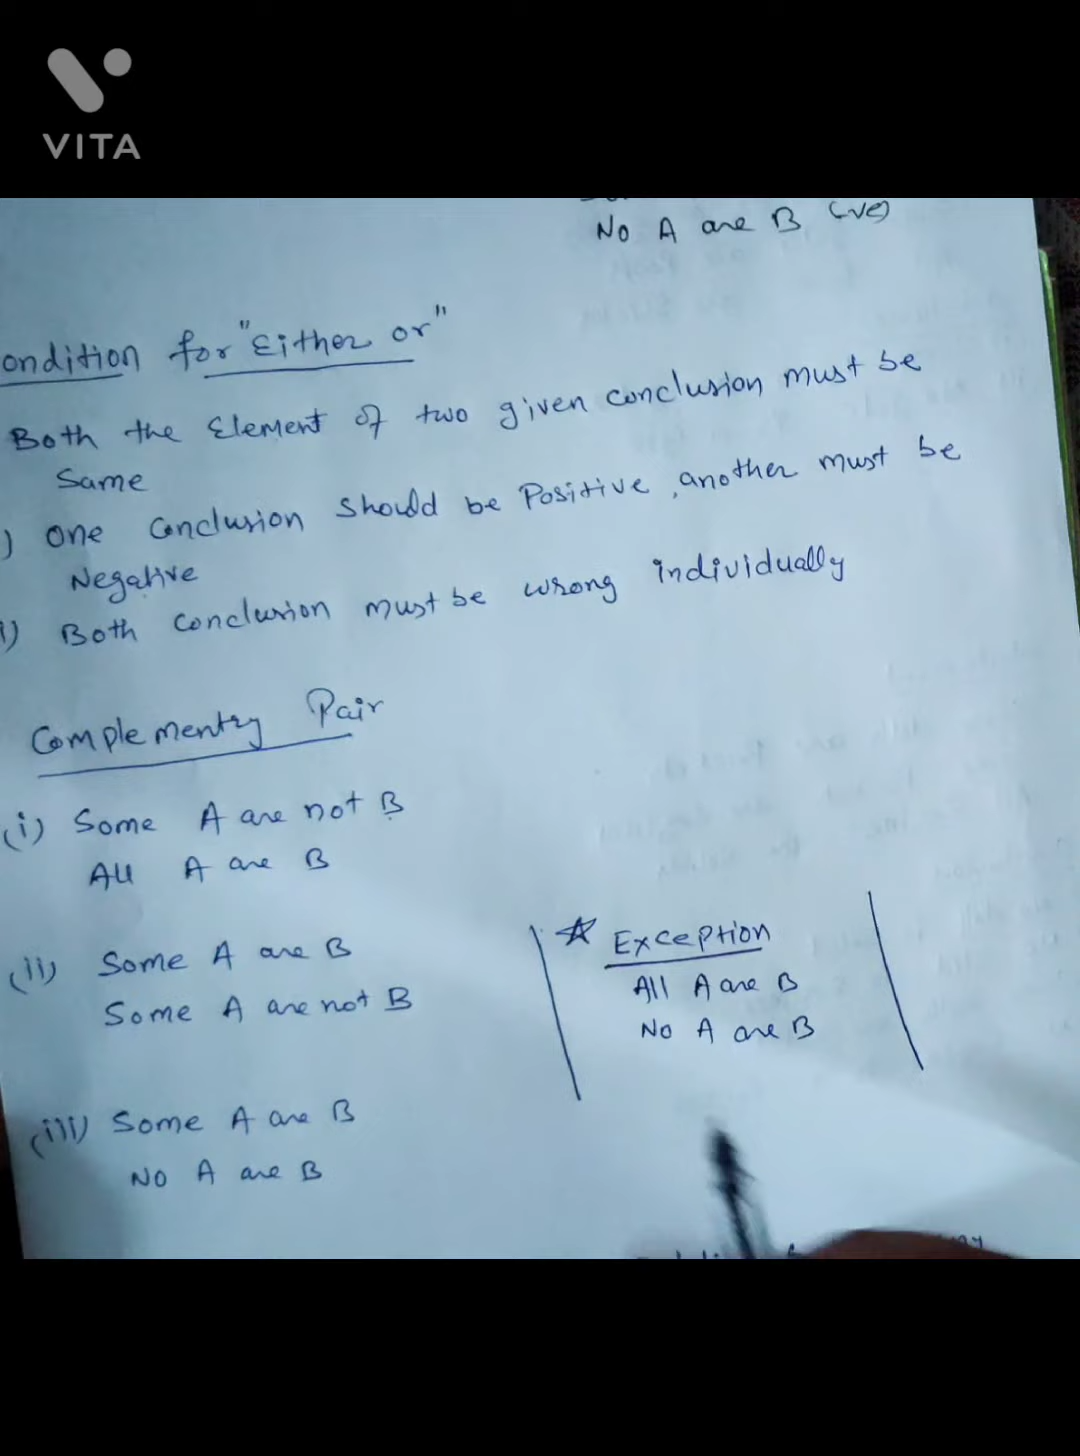 VITA
No A are B (-ve)
ondition for "Either or"
Both the Element of two given conclusion must be
Same
) One Conclusion should be Positive, another must be
Negative
i) Both Conclusion must be wrong individually
Complementry Pair
(i) Some A are not B
All A are B
(ii) Some A are B
Some A are not B
☆ Exception
All A are B
No A are B
(iii) Some A are B
No A are B